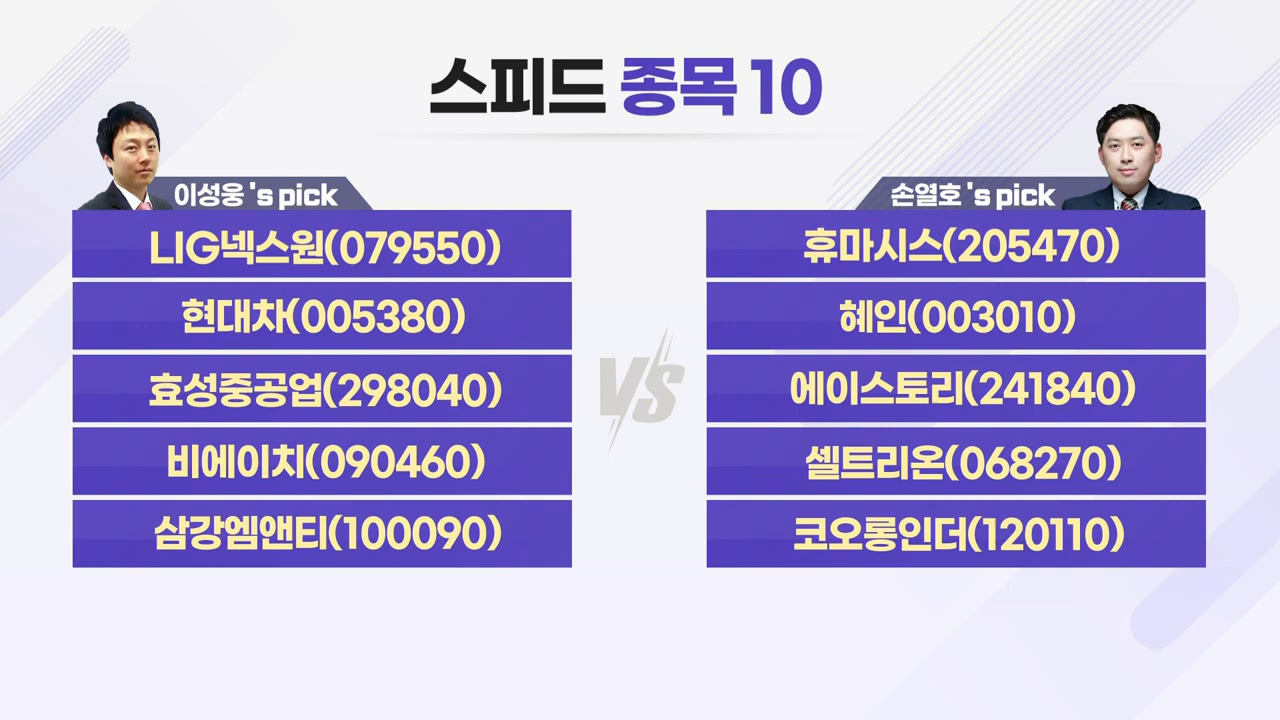 스피드 종목 10
이성웅 's pick
LIG넥스원(079550)
현대차(005380)
효성중공업(298040)
비에이치(090460)
삼강엠앤티(100090)
VS
손열호 's pick
휴마시스(205470)
혜인(003010)
에이스토리(241840)
셀트리온(068270)
코오롱인더(120110)